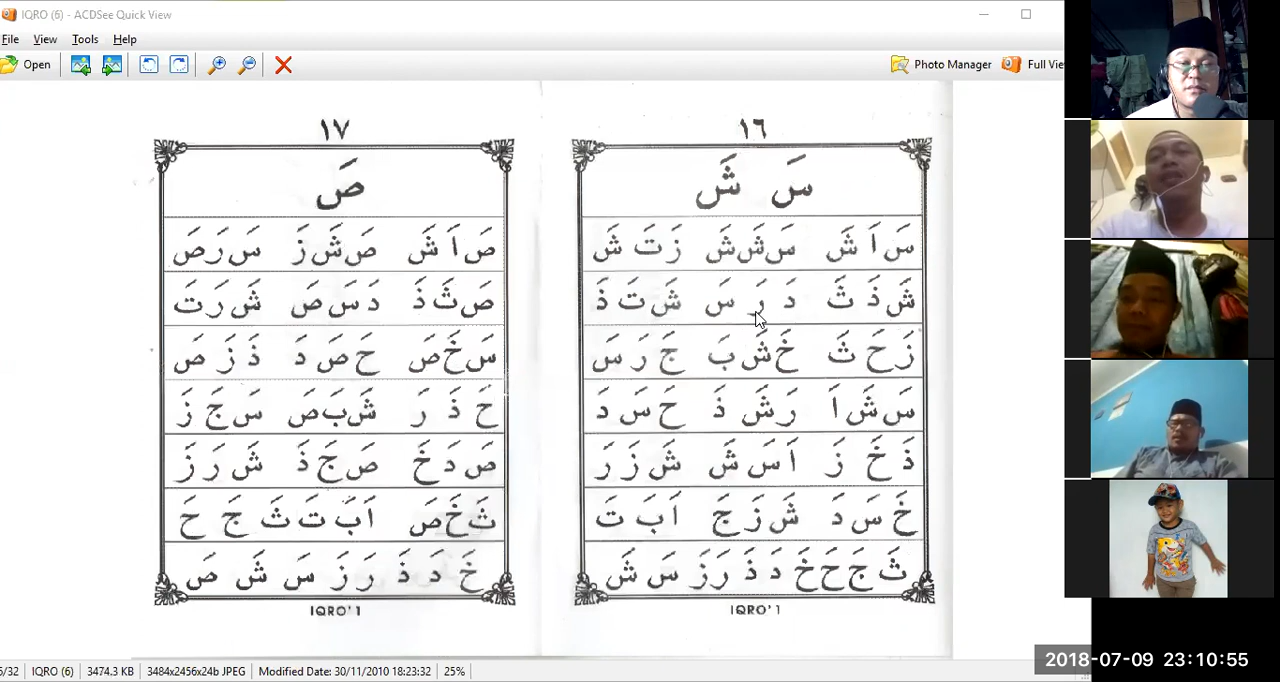 IQRO (6) - ACDSee Quick View
File View Tools Help
Open Photo Manager Full Vie
١٦
سَ شَ
سَ اَ شَ سَ شَ شَ زَ تَ شَ
شَ ذَ ثَ دَ رَ سَ شَ تَ ذَ
زَ حَ ثَ خَ شَ بَ جَ رَ سَ
سَ شَ اَ رَ شَ ذَ حَ سَ دَ
ذَ خَ زَ اَ سَ شَ شَ زَ رَ
خَ سَ دَ شَ زَ جَ اَ بَ تَ
ثَ جَ حَ خَ دَ ذَ رَ زَ سَ شَ
IQRO'1
١٧
صَ
صَ اَ شَ صَ شَ زَ سَ رَ صَ
صَ ثَ ذَ دَ سَ صَ شَ رَ تَ
سَ خَ صَ حَ صَ دَ ذَ زَ صَ
حَ ذَ رَ شَ بَ صَ سَ جَ زَ
صَ دَ خَ صَ جَ ذَ شَ رَ زَ
ثَ خَ صَ اَ بَ تَ ثَ جَ حَ
خَ دَ ذَ رَ زَ سَ شَ صَ
IQRO'1
/32 IQRO (6) 3474.3 KB 3484x2456x24b JPEG Modified Date: 30/11/2010 18:23:32 25%
2018-07-09 23:10:55